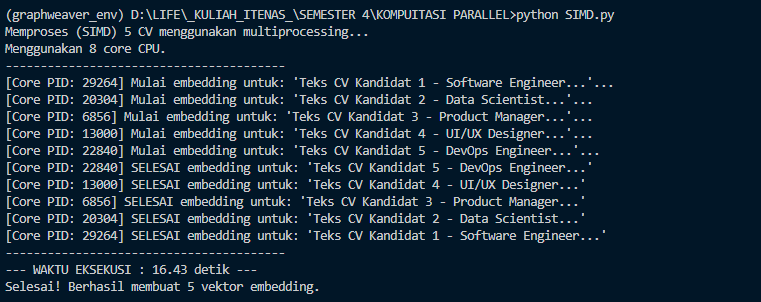 (graphweaver_env) D:\LIFE\_KULIAH_ITENAS_\SEMESTER 4\KOMPUITASI PARALLEL>python SIMD.py
Memproses (SIMD) 5 CV menggunakan multiprocessing...
Menggunakan 8 core CPU.
----------------------------------------
[Core PID: 29264] Mulai embedding untuk: 'Teks CV Kandidat 1 - Software Engineer...'...
[Core PID: 20304] Mulai embedding untuk: 'Teks CV Kandidat 2 - Data Scientist...'...
[Core PID: 6856] Mulai embedding untuk: 'Teks CV Kandidat 3 - Product Manager...'...
[Core PID: 13000] Mulai embedding untuk: 'Teks CV Kandidat 4 - UI/UX Designer...'...
[Core PID: 22840] Mulai embedding untuk: 'Teks CV Kandidat 5 - DevOps Engineer...'...
[Core PID: 22840] SELESAI embedding untuk: 'Teks CV Kandidat 5 - DevOps Engineer...'
[Core PID: 13000] SELESAI embedding untuk: 'Teks CV Kandidat 4 - UI/UX Designer...'
[Core PID: 6856] SELESAI embedding untuk: 'Teks CV Kandidat 3 - Product Manager...'
[Core PID: 20304] SELESAI embedding untuk: 'Teks CV Kandidat 2 - Data Scientist...'
[Core PID: 29264] SELESAI embedding untuk: 'Teks CV Kandidat 1 - Software Engineer...'
----------------------------------------
--- WAKTU EKSEKUSI : 16.43 detik ---
Selesai! Berhasil membuat 5 vektor embedding.